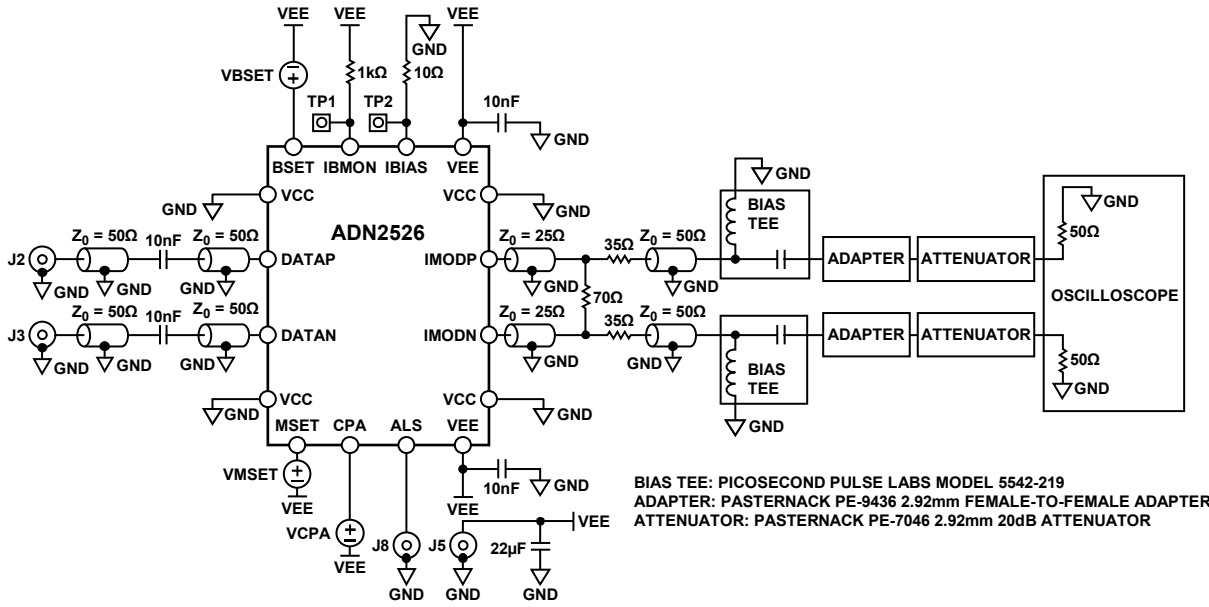 VEE VEE VEE
GND
VBSET
1kΩ
10Ω
TP1
TP2
10nF
GND
BSET IBMON IBIAS VEE
GND
VCC
VCC
GND
ADN2526
J2
Z0 = 50Ω
10nF
Z0 = 50Ω
DATAP
GND
GND
GND
J3
Z0 = 50Ω
10nF
Z0 = 50Ω
DATAN
GND
GND
GND
IMODP
Z0 = 25Ω
35Ω
Z0 = 50Ω
GND
GND
70Ω
IMODN
Z0 = 25Ω
35Ω
Z0 = 50Ω
GND
GND
GND
BIAS
TEE
ADAPTER
ATTENUATOR
GND
50Ω
OSCILLOSCOPE
BIAS
TEE
ADAPTER
ATTENUATOR
50Ω
GND
GND
GND
VCC
VCC
GND
MSET CPA ALS VEE
VMSET
VEE
VCPA
VEE
10nF
GND
VEE
J8
GND
J5
GND
22µF
GND
VEE
BIAS TEE: PICOSECOND PULSE LABS MODEL 5542-219
ADAPTER: PASTERNACK PE-9436 2.92mm FEMALE-TO-FEMALE ADAPTER
ATTENUATOR: PASTERNACK PE-7046 2.92mm 20dB ATTENUATOR